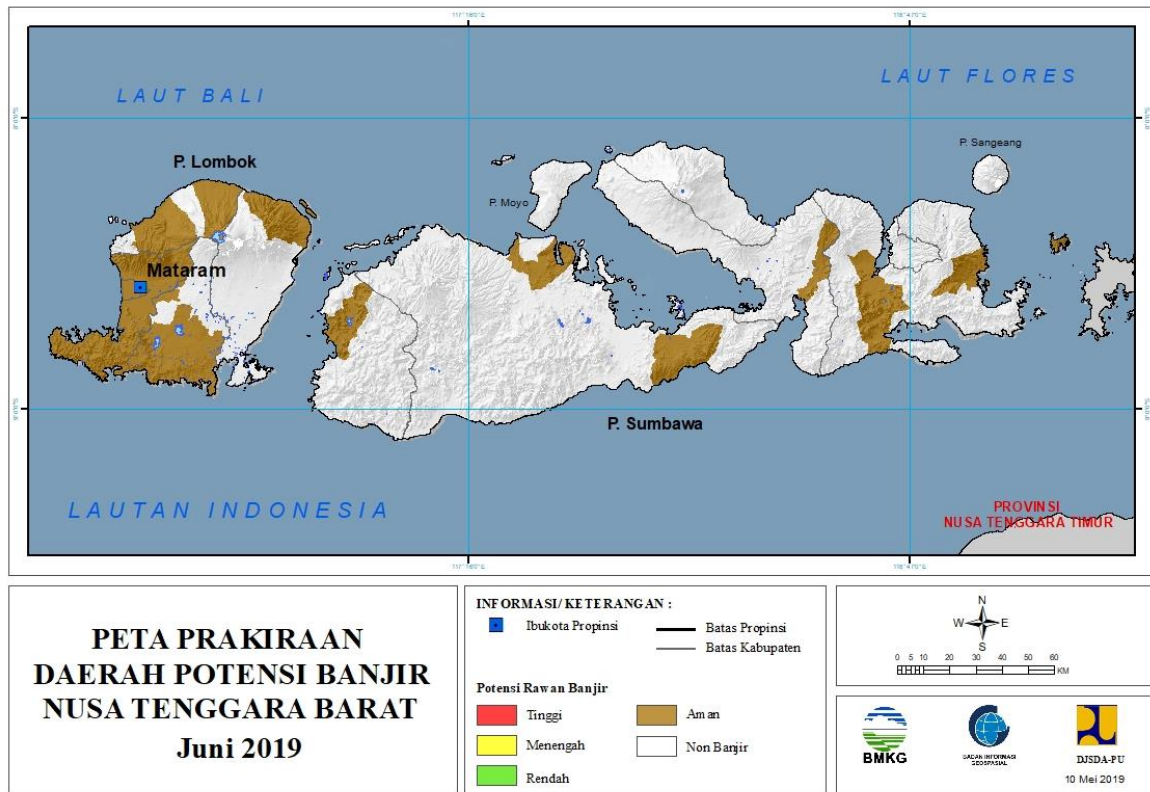 LAUT BALI
LAUT FLORES
P. Lombok
P. Sangeang
P. Moyo
Mataram
P. Sumbawa
LAUTAN INDONESIA
PROVINSI
NUSA TENGGARA TIMUR
PETA PRAKIRAAN
DAERAH POTENSI BANJIR
NUSA TENGGARA BARAT
Juni 2019
INFORMASI/ KETERANGAN :
Ibukota Propinsi
Batas Propinsi
Batas Kabupaten
Potensi Rawan Banjir
Tinggi
Aman
Menengah
Non Banjir
Rendah
N
W E
S
0 5 10 20 30 40 50 60
KM
BMKG
BADAN INFORMASI
GEOSPASIAL
DJSDA-PU
10 Mei 2019